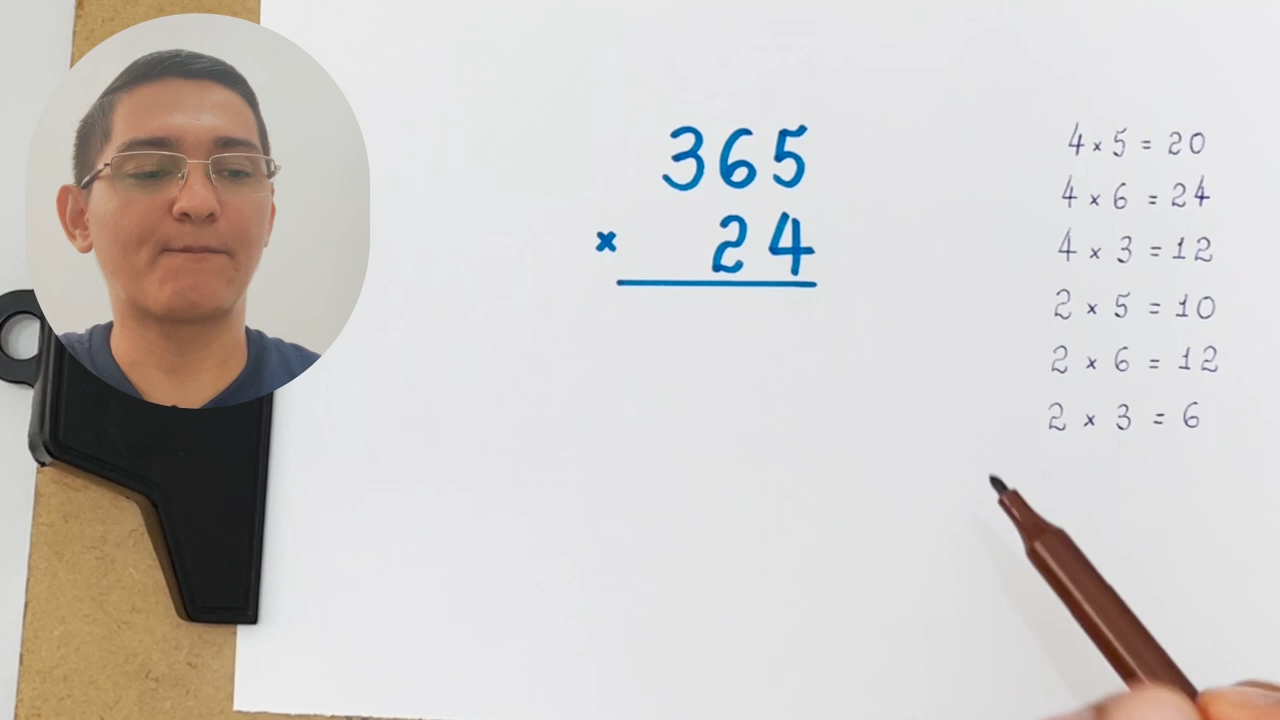 365
× 24
4 × 5 = 20
4 × 6 = 24
4 × 3 = 12
2 × 5 = 10
2 × 6 = 12
2 × 3 = 6